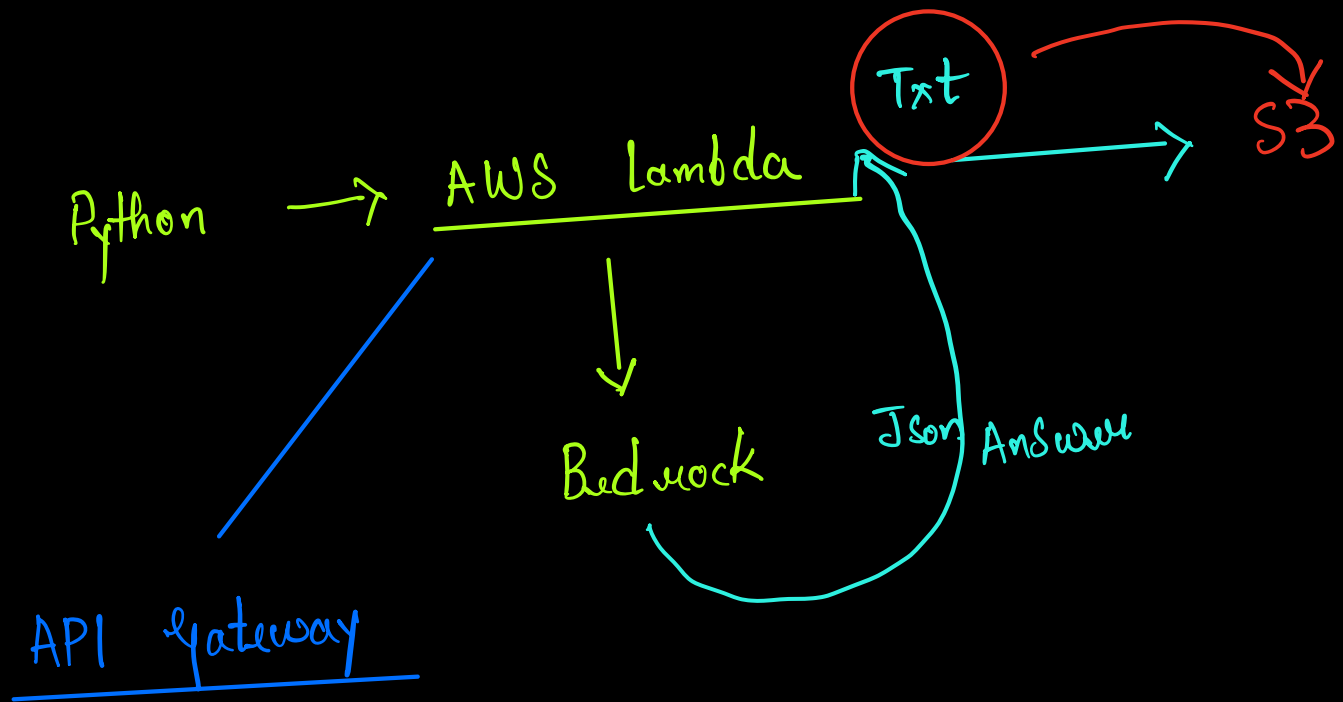 Txt
S3
AWS Lambda
Python
Json Answer
Bedrock
API Gateway